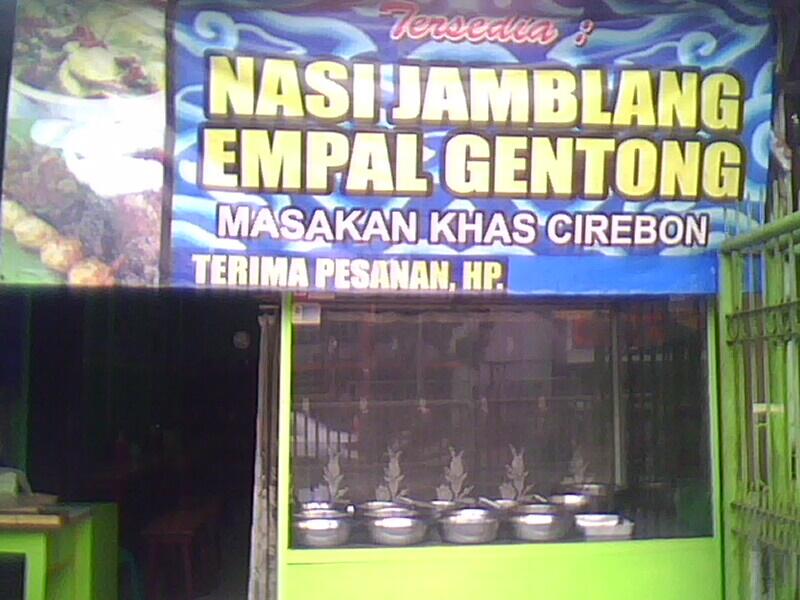 Tersedia ;
NASI JAMBLANG
EMPAL GENTONG
MASAKAN KHAS CIREBON
TERIMA PESANAN, HP.